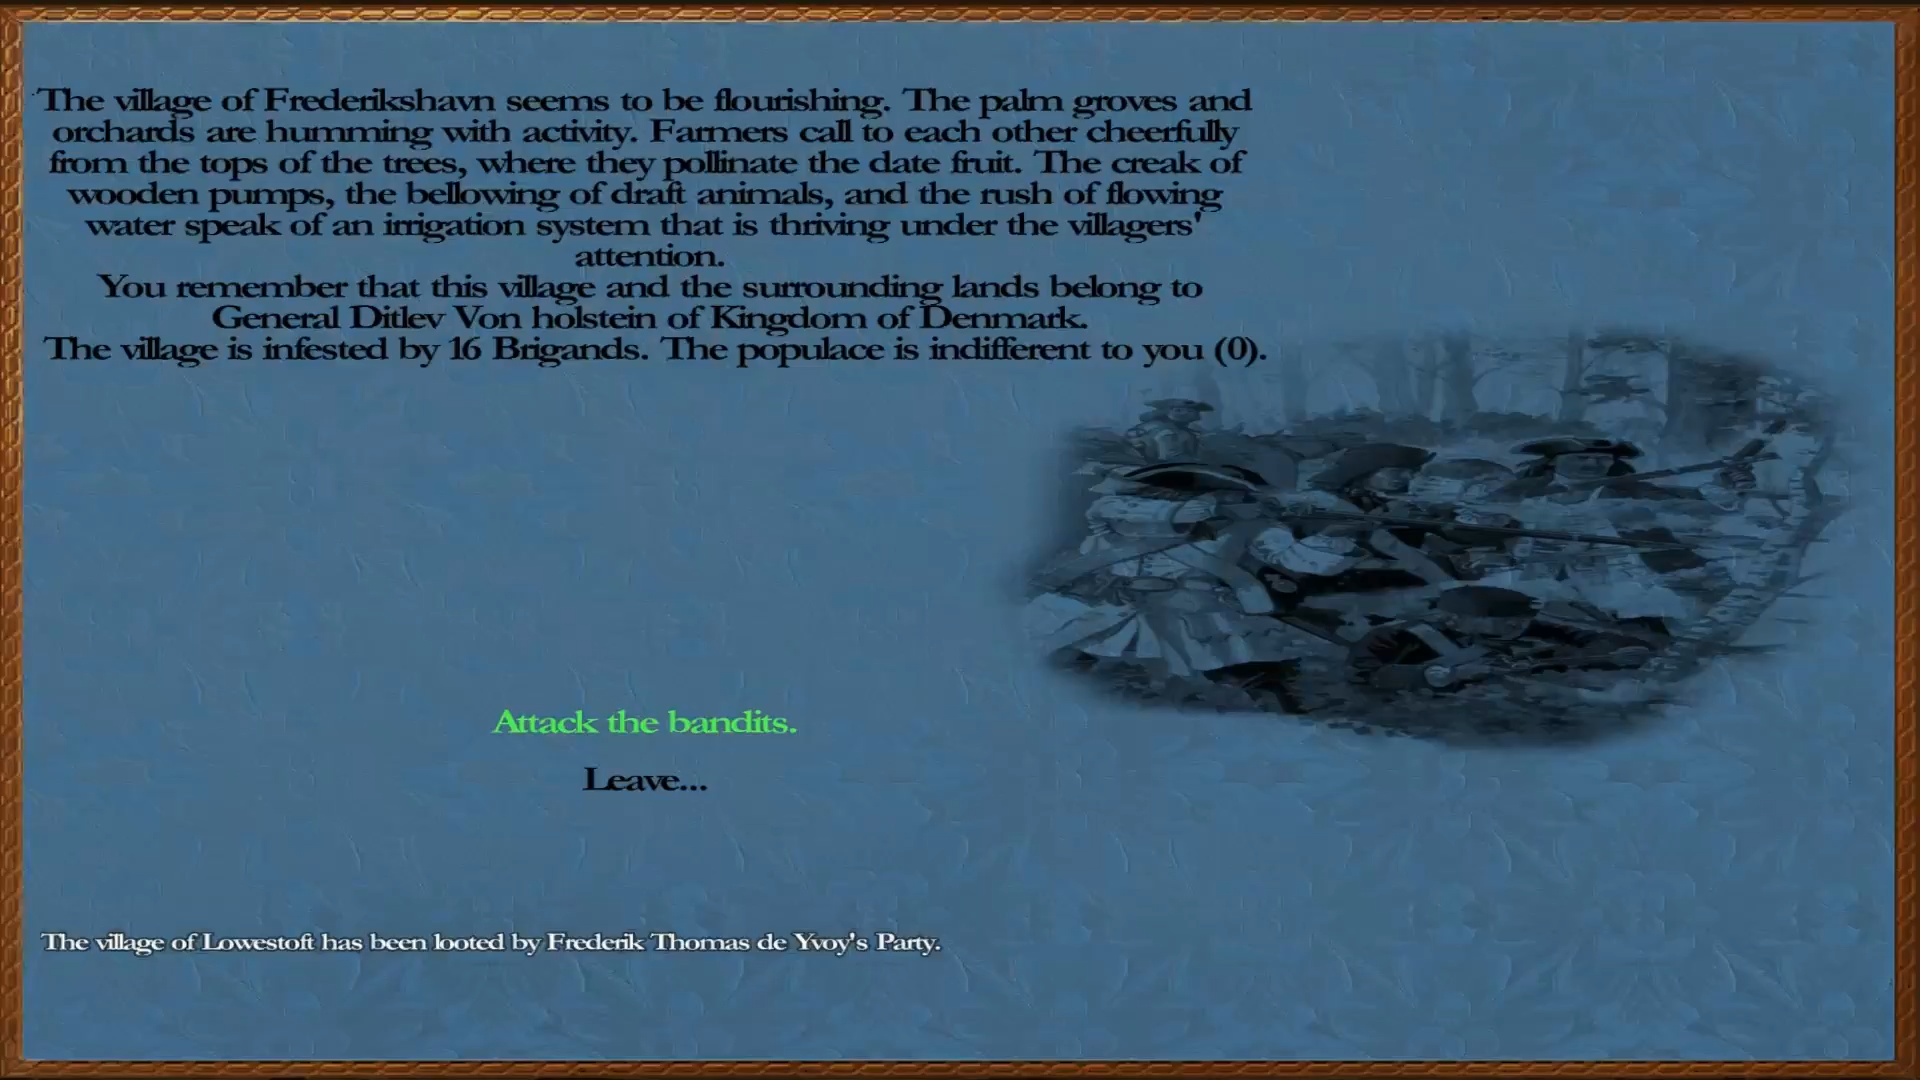 The village of Frederikshavn seems to be flourishing. The palm groves and
orchards are humming with activity. Farmers call to each other cheerfully
from the tops of the trees, where they pollinate the date fruit. The creak of
wooden pumps, the bellowing of draft animals, and the rush of flowing
water speak of an irrigation system that is thriving under the villagers'
attention.
You remember that this village and the surrounding lands belong to
General Ditlev Von holstein of Kingdom of Denmark.
The village is infested by 16 Brigands. The populace is indifferent to you (0).
Attack the bandits.
Leave...
The village of Lowestoft has been looted by Frederik Thomas de Yvoy's Party.